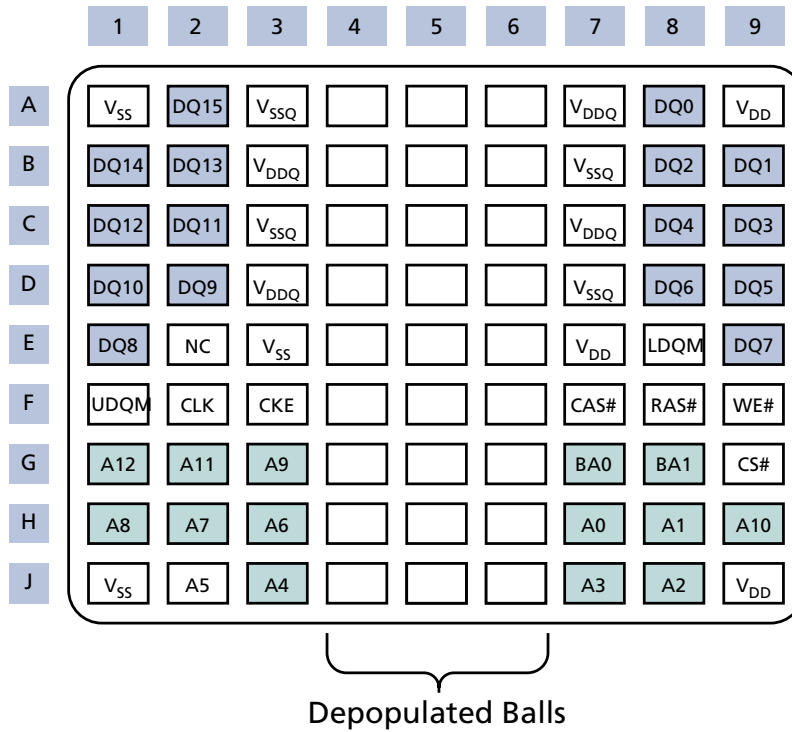 1 2 3 4 5 6 7 8 9
A VSS DQ15 VSSQ VDDQ DQ0 VDD
B DQ14 DQ13 VDDQ VSSQ DQ2 DQ1
C DQ12 DQ11 VSSQ VDDQ DQ4 DQ3
D DQ10 DQ9 VDDQ VSSQ DQ6 DQ5
E DQ8 NC VSS VDD LDQM DQ7
F UDQM CLK CKE CAS# RAS# WE#
G A12 A11 A9 BA0 BA1 CS#
H A8 A7 A6 A0 A1 A10
J VSS A5 A4 A3 A2 VDD
Depopulated Balls